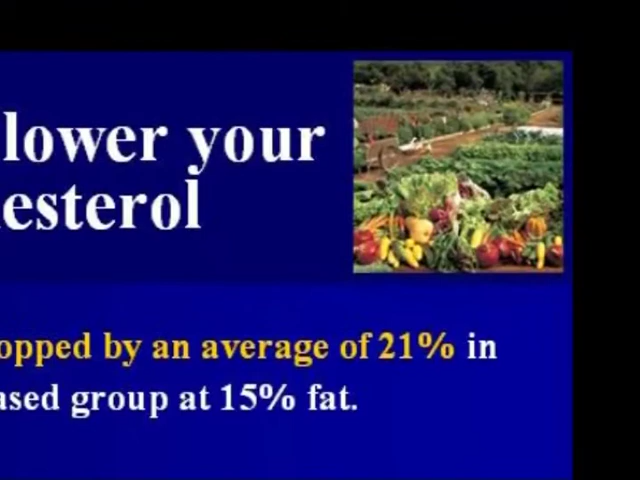 lower your
esterol
opped by an average of 21% in
ased group at 15% fat.